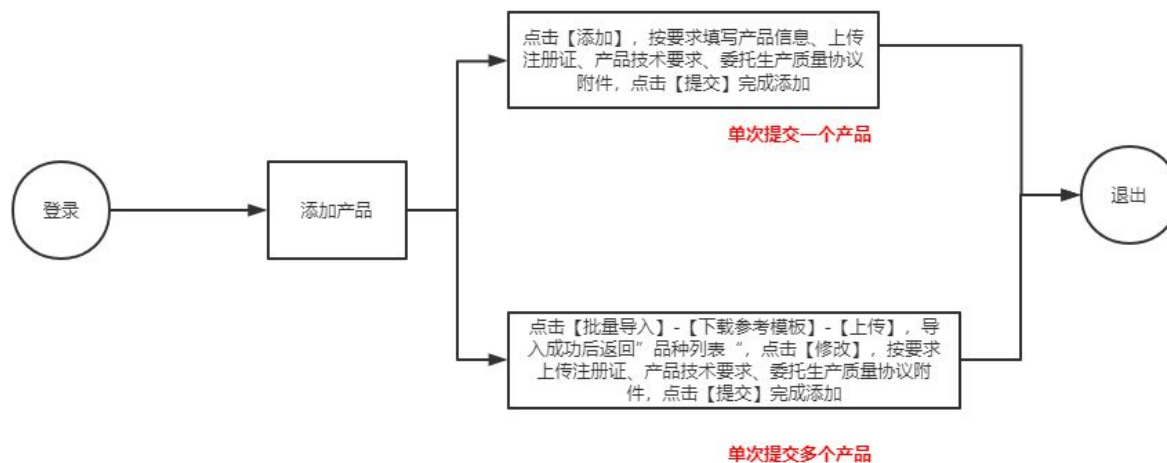 点击【添加】，按要求填写产品信息、上传
注册证、产品技术要求、委托生产质量协议
附件，点击【提交】完成添加
单次提交一个产品
登录
添加产品
退出
点击【批量导入】-【下载参考模板】-【上传】，导
入成功后返回”品种列表“，点击【修改】，按要求
上传注册证、产品技术要求、委托生产质量协议附
件，点击【提交】完成添加
单次提交多个产品